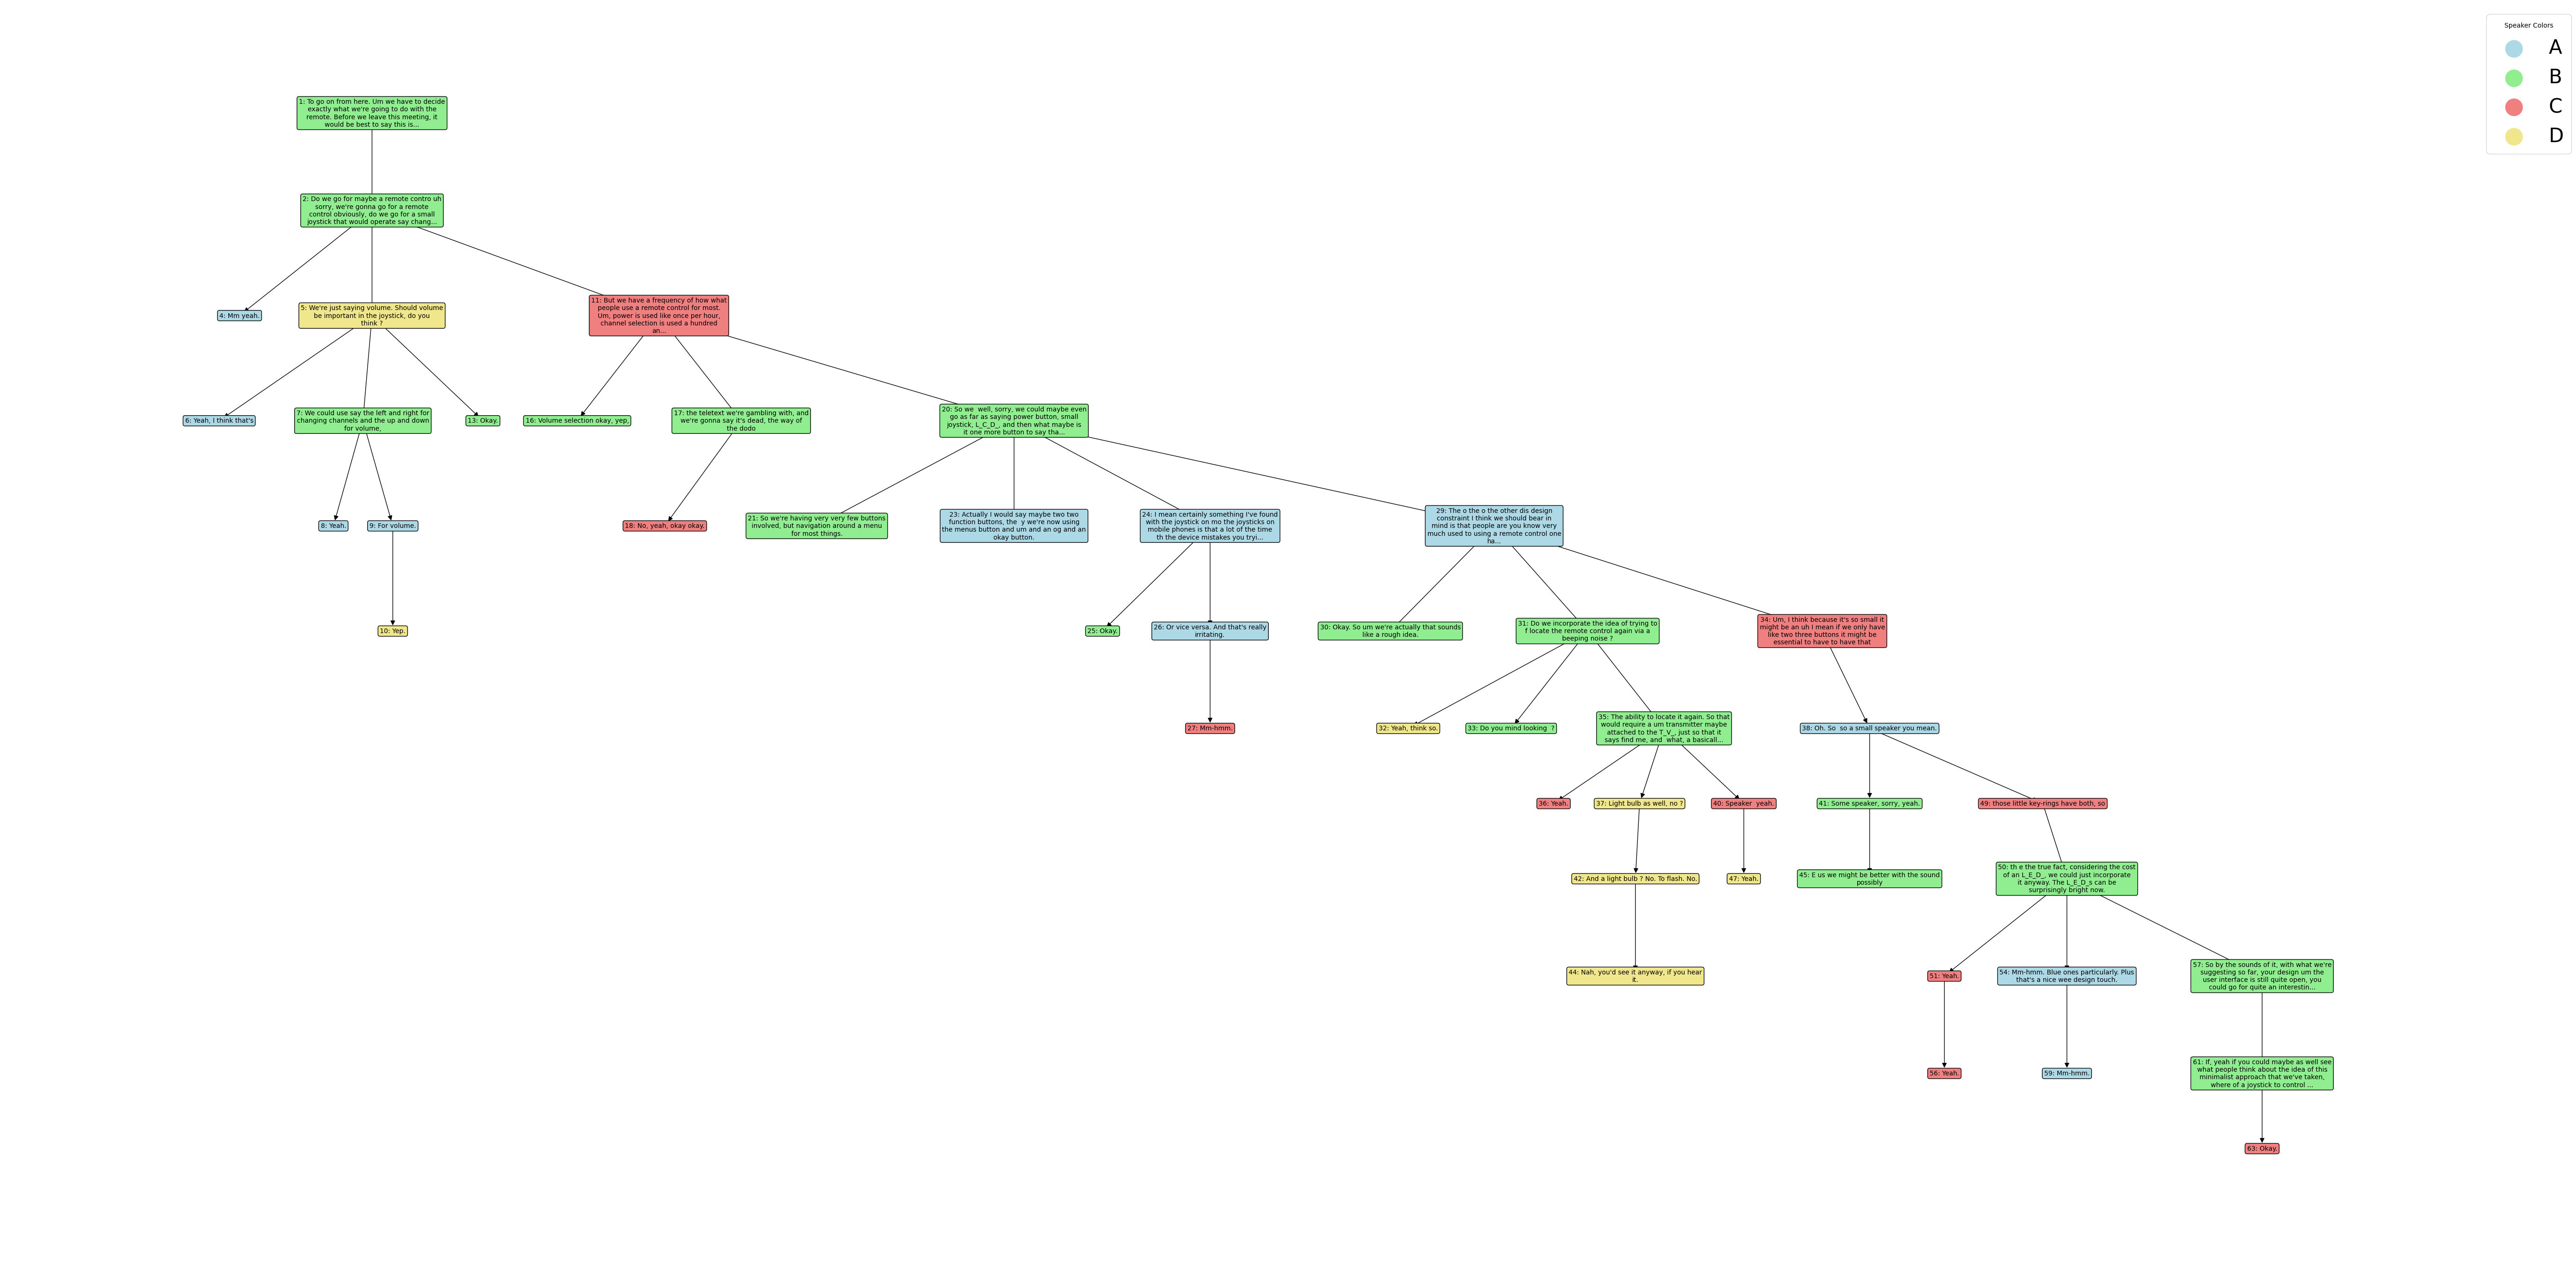 Speaker Colors
A
B
C
D
1: To go on from here. Um we have to decide
exactly what we're going to do with the
remote. Before we leave this meeting, it
would be best to say this is...
2: Do we go for maybe a remote contro uh
sorry, we're gonna go for a remote
control obviously, do we go for a small
joystick that would operate say chang...
4: Mm yeah.
5: We're just saying volume. Should volume
be important in the joystick, do you
think ?
11: But we have a frequency of how what
people use a remote control for most.
Um, power is used like once per hour,
channel selection is used a hundred
an...
6: Yeah, I think that's
7: We could use say the left and right for
changing channels and the up and down
for volume,
13: Okay.
16: Volume selection okay, yep,
17: the teletext we're gambling with, and
we're gonna say it's dead, the way of
the dodo
20: So we  well, sorry, we could maybe even
go as far as saying power button, small
joystick, L_C_D_, and then what maybe is
it one more button to say tha...
8: Yeah.
9: For volume.
18: No, yeah, okay okay.
21: So we're having very very few buttons
involved, but navigation around a menu
for most things.
23: Actually I would say maybe two two
function buttons, the  y we're now using
the menus button and um and an og and an
okay button.
24: I mean certainly something I've found
with the joystick on mo the joysticks on
mobile phones is that a lot of the time
th the device mistakes you tryi...
29: The o the o the other dis design
constraint I think we should bear in
mind is that people are you know very
much used to using a remote control one
ha...
10: Yep.
25: Okay.
26: Or vice versa. And that's really
irritating.
30: Okay. So um we're actually that sounds
like a rough idea.
31: Do we incorporate the idea of trying to
f locate the remote control again via a
beeping noise ?
34: Um, I think because it's so small it
might be an uh I mean if we only have
like two three buttons it might be
essential to have to have that
27: Mm-hmm.
32: Yeah, think so.
33: Do you mind looking  ?
35: The ability to locate it again. So that
would require a um transmitter maybe
attached to the T_V_, just so that it
says find me, and  what, a basicall...
38: Oh. So  so a small speaker you mean.
36: Yeah.
37: Light bulb as well, no ?
40: Speaker  yeah.
41: Some speaker, sorry, yeah.
49: those little key-rings have both, so
42: And a light bulb ? No. To flash. No.
47: Yeah.
45: E us we might be better with the sound
possibly
50: th e the true fact, considering the cost
of an L_E_D_, we could just incorporate
it anyway. The L_E_D_s can be
surprisingly bright now.
44: Nah, you'd see it anyway, if you hear
it.
51: Yeah.
54: Mm-hmm. Blue ones particularly. Plus
that's a nice wee design touch.
57: So by the sounds of it, with what we're
suggesting so far, your design um the
user interface is still quite open, you
could go for quite an interestin...
56: Yeah.
59: Mm-hmm.
61: If, yeah if you could maybe as well see
what people think about the idea of this
minimalist approach that we've taken,
where of a joystick to control ...
63: Okay.